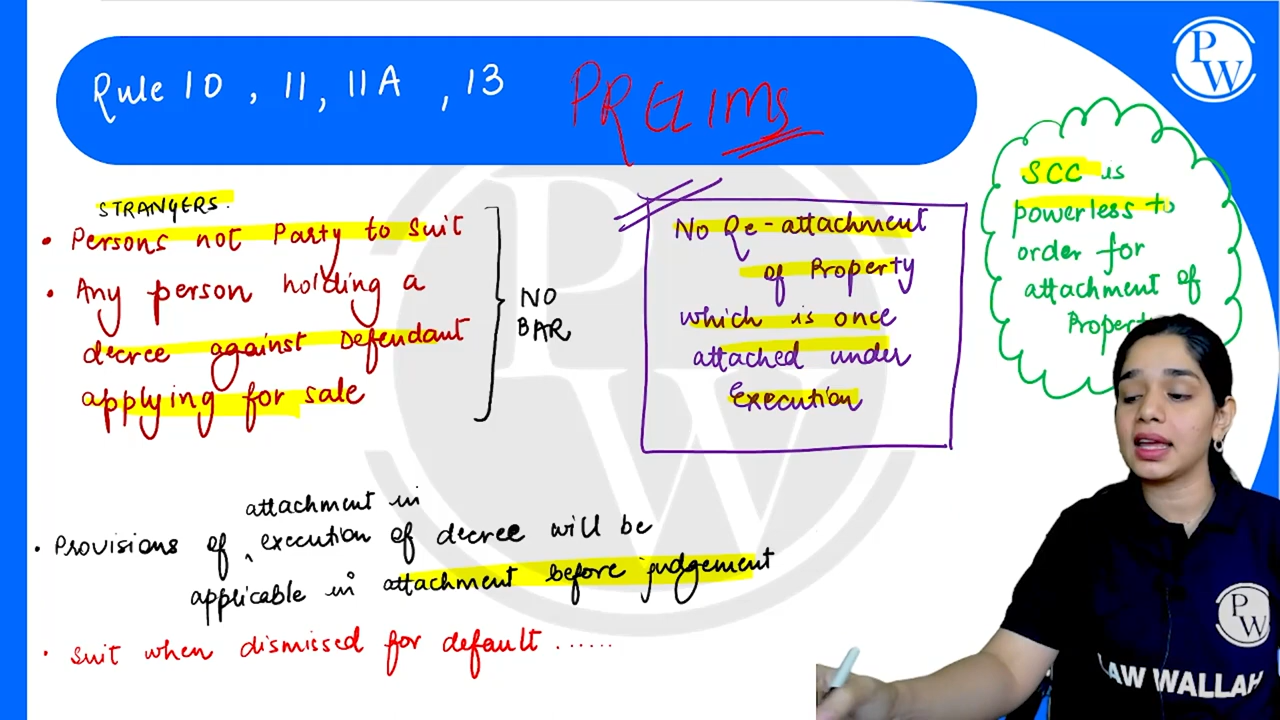 Rule 10, 11, 11A, 13
PRELIMS
PW
STRANGERS.
• Persons not Party to Suit
• Any person holding a
decree against Defendant
applying for sale
NO
BAR
No Re-attachment
of Property
which is once
attached under
Execution
SCC is
powerless to
order for
attachment of
attachment in
• Provisions of ‸ execution of decree will be
applicable in attachment before judgement
• Suit when dismissed for default ......
PW
LAW WALLAH